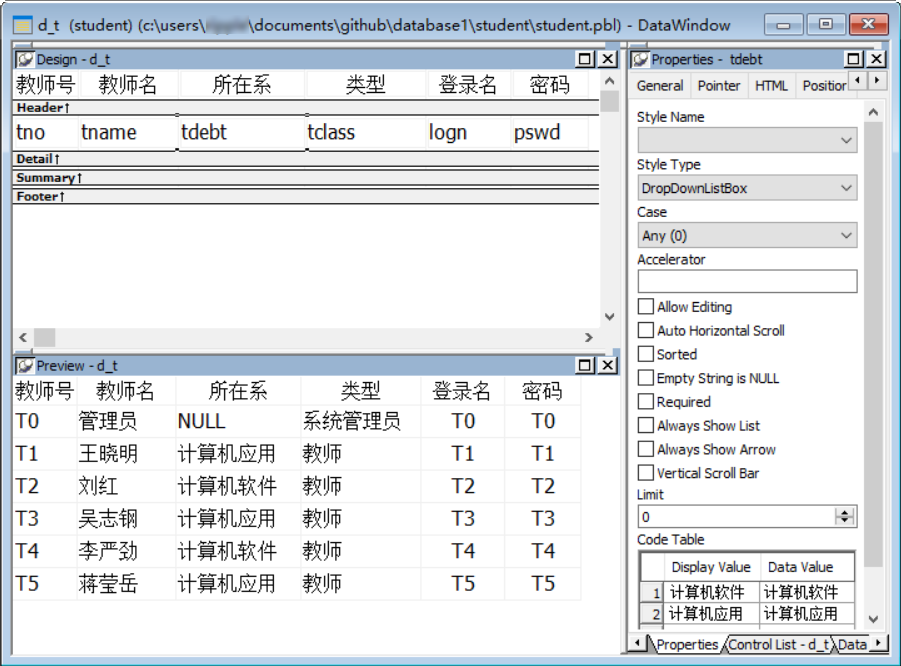 d_t (student) (c:\users\ \documents\github\database1\student\student.pbl) - DataWindow
Design - d_t
教师号 教师名 所在系 类型 登录名 密码
Header↑
tno tname tdebt tclass logn pswd
Detail↑
Summary↑
Footer↑
Preview - d_t
教师号 教师名 所在系 类型 登录名 密码
T0 管理员 NULL 系统管理员 T0 T0
T1 王晓明 计算机应用 教师 T1 T1
T2 刘红 计算机软件 教师 T2 T2
T3 吴志钢 计算机应用 教师 T3 T3
T4 李严劲 计算机软件 教师 T4 T4
T5 蒋莹岳 计算机应用 教师 T5 T5
Properties - tdebt
General Pointer HTML Position
Style Name
Style Type
DropDownListBox
Case
Any (0)
Accelerator
Allow Editing
Auto Horizontal Scroll
Sorted
Empty String is NULL
Required
Always Show List
Always Show Arrow
Vertical Scroll Bar
Limit
0
Code Table
Display Value Data Value
1 计算机软件 计算机软件
2 计算机应用 计算机应用
Properties Control List - d_t Data